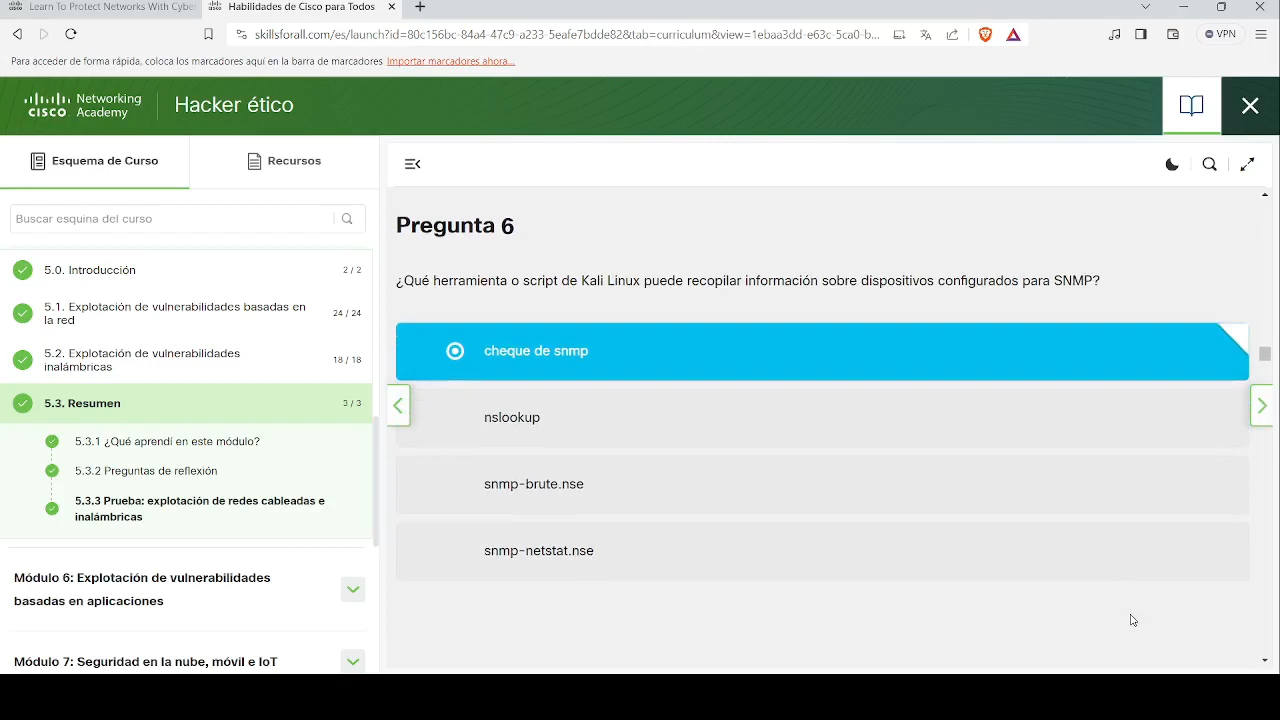 Learn To Protect Networks With Cyber
Habilidades de Cisco para Todos
skillsforall.com/es/launch?id=80c156bc-84a4-47c9-a233-5eafe7bdde82&tab=curriculum&view=1ebaa3dd-e63c-5ca0-b...
VPN
Para acceder de forma rápida, coloca los marcadores aquí en la barra de marcadores Importar marcadores ahora...
CISCO Networking Academy
Hacker ético
Esquema de Curso
Recursos
Buscar esquina del curso
5.0. Introducción 2 / 2
5.1. Explotación de vulnerabilidades basadas en
la red 24 / 24
5.2. Explotación de vulnerabilidades
inalámbricas 18 / 18
5.3. Resumen 3 / 3
5.3.1 ¿Qué aprendí en este módulo?
5.3.2 Preguntas de reflexión
5.3.3 Prueba: explotación de redes cableadas e
inalámbricas
Módulo 6: Explotación de vulnerabilidades
basadas en aplicaciones
Módulo 7: Seguridad en la nube, móvil e IoT
Pregunta 6
¿Qué herramienta o script de Kali Linux puede recopilar información sobre dispositivos configurados para SNMP?
cheque de snmp
nslookup
snmp-brute.nse
snmp-netstat.nse